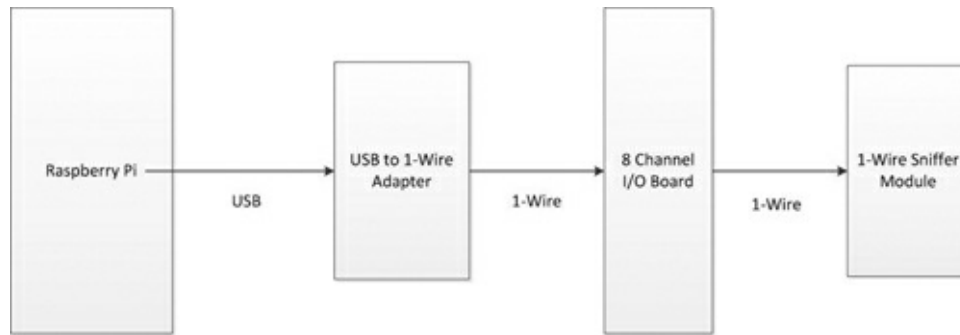 Raspberry Pi
USB
USB to 1-Wire
Adapter
1-Wire
8 Channel
I/O Board
1-Wire
1-Wire Sniffer
Module